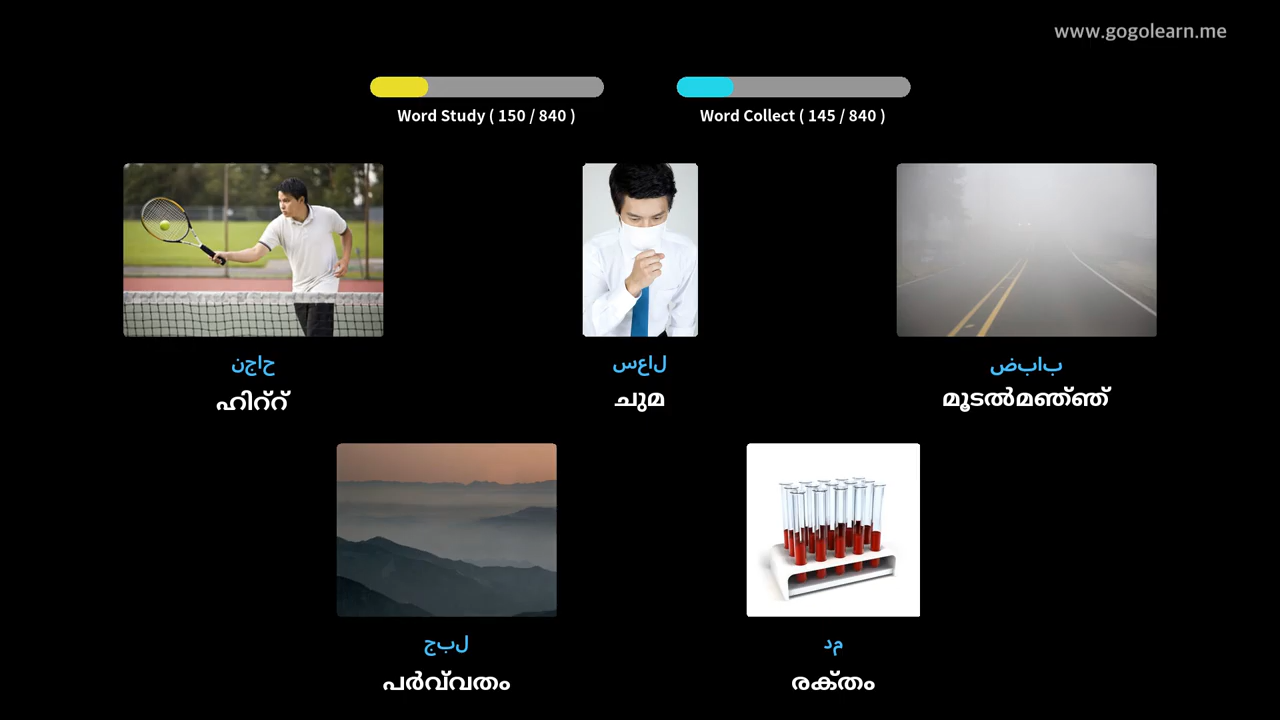 www.gogolearn.me
Word Study ( 150 / 840 )
Word Collect ( 145 / 840 )
نجاح
سعال
ضباب
ഹിറ്റ്
ചുമ
മൂടൽമഞ്ഞ്
جبل
دم
പർവ്വതം
രക്തം